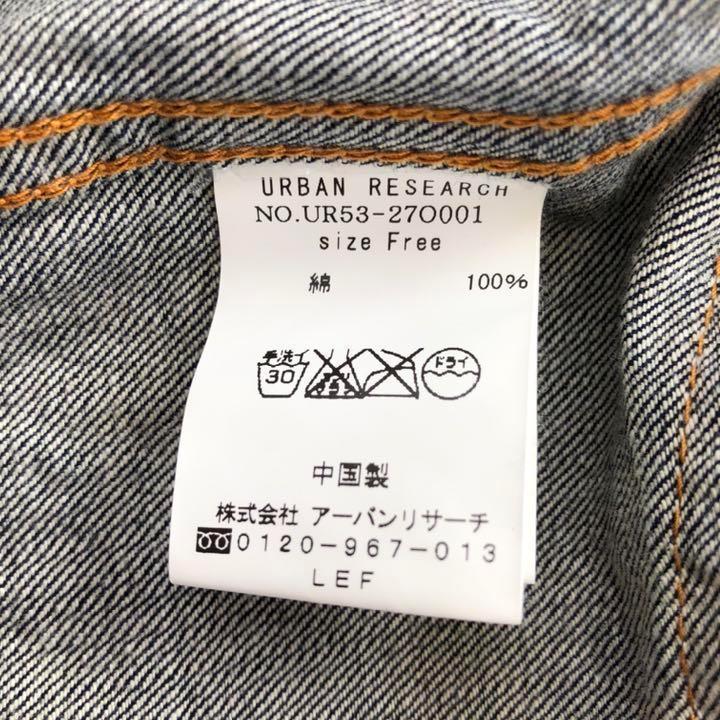 URBAN RESEARCH
NO.UR53-270001
size Free
綿 100%
手洗イ ドライ
30
中国製
株式会社 アーバンリサーチ
0120-967-013
LEF